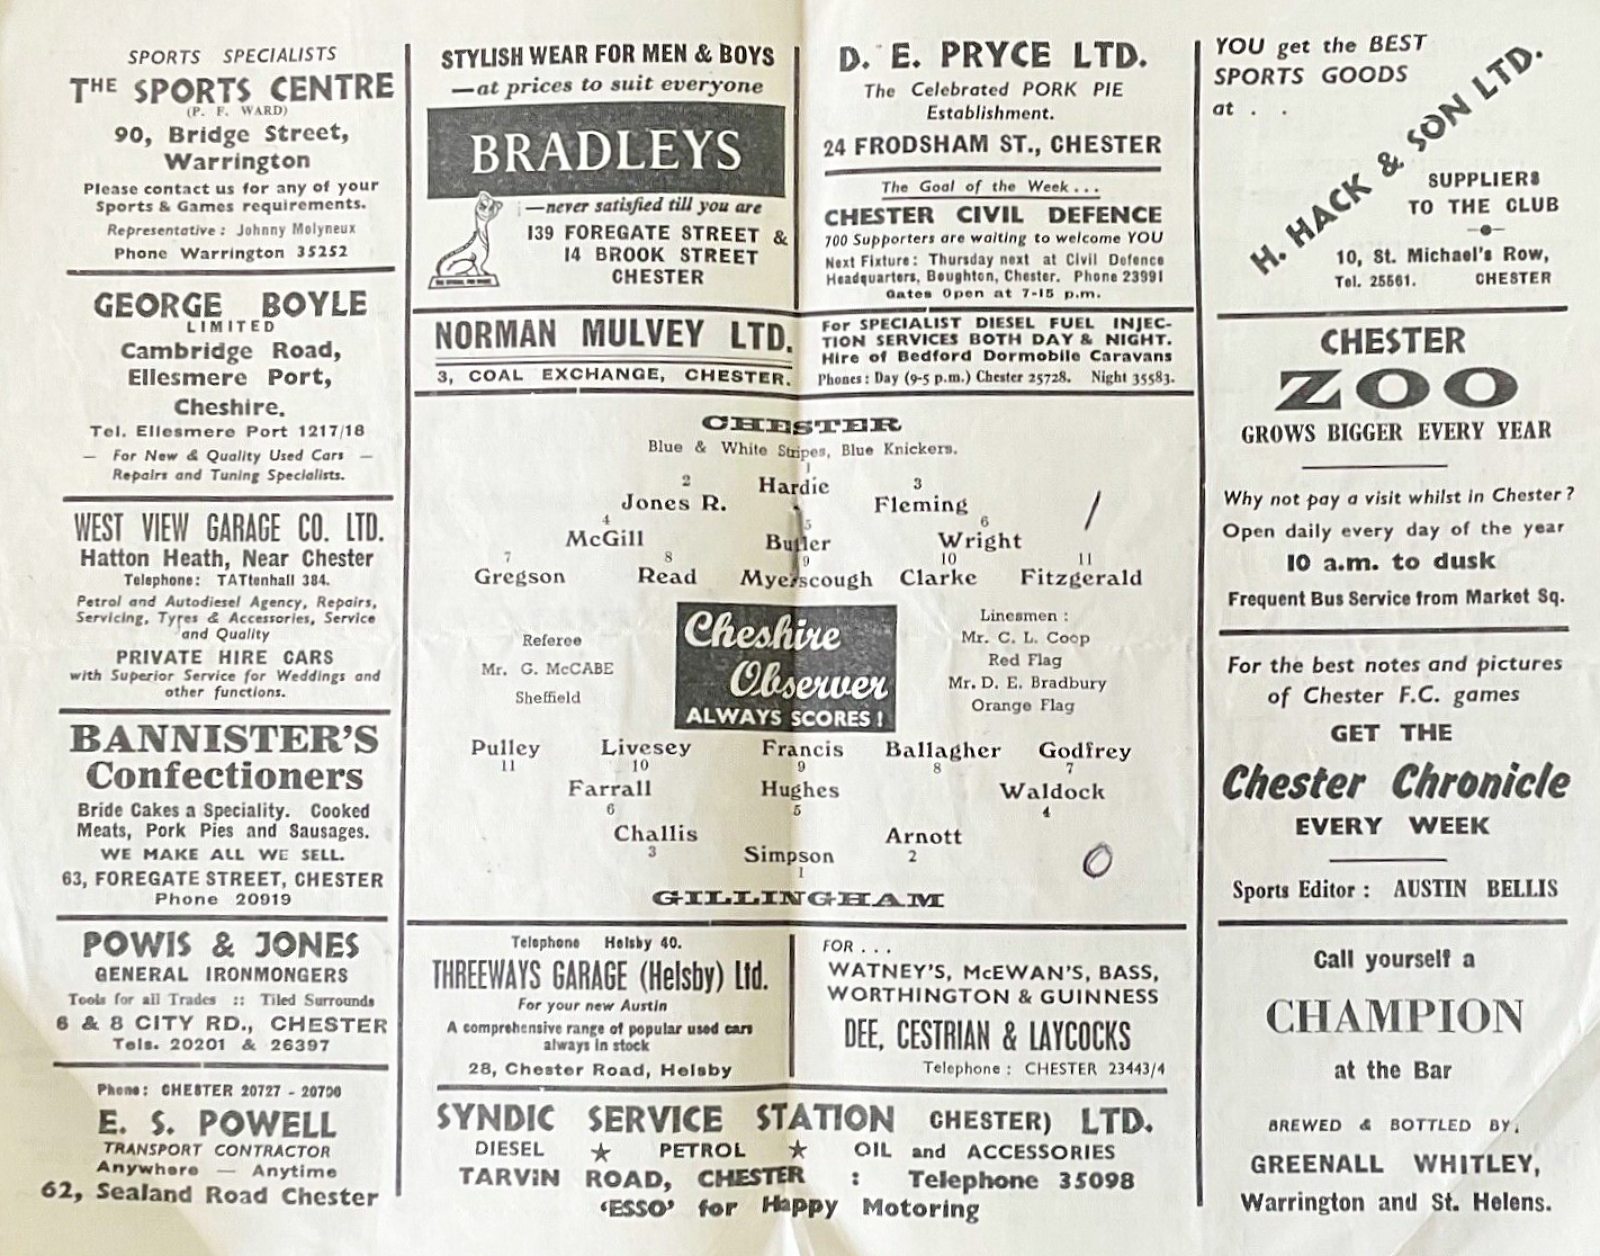 SPORTS SPECIALISTS
THE SPORTS CENTRE
(P. F. WARD)
90, Bridge Street,
Warrington
Please contact us for any of your
Sports & Games requirements.
Representative : Johnny Molyneux
Phone Warrington 35252
GEORGE BOYLE
LIMITED
Cambridge Road,
Ellesmere Port,
Cheshire.
Tel. Ellesmere Port 1217/18
— For New & Quality Used Cars —
Repairs and Tuning Specialists.
WEST VIEW GARAGE CO. LTD.
Hatton Heath, Near Chester
Telephone: TATtenhall 384.
Petrol and Autodiesel Agency, Repairs,
Servicing, Tyres & Accessories, Service
and Quality
PRIVATE HIRE CARS
with Superior Service for Weddings and
other functions.
BANNISTER'S
Confectioners
Bride Cakes a Speciality. Cooked
Meats, Pork Pies and Sausages.
WE MAKE ALL WE SELL.
63, FOREGATE STREET, CHESTER
Phone 20919
POWIS & JONES
GENERAL IRONMONGERS
Tools for all Trades :: Tiled Surrounds
6 & 8 CITY RD., CHESTER
Tels. 20201 & 26397
Phone: CHESTER 20727 - 20790
E. S. POWELL
TRANSPORT CONTRACTOR
Anywhere — Anytime
62, Sealand Road Chester
STYLISH WEAR FOR MEN & BOYS
—at prices to suit everyone
BRADLEYS
—never satisfied till you are
139 FOREGATE STREET &
14 BROOK STREET
CHESTER
D. E. PRYCE LTD.
The Celebrated PORK PIE
Establishment.
24 FRODSHAM ST., CHESTER
The Goal of the Week . . .
CHESTER CIVIL DEFENCE
700 Supporters are waiting to welcome YOU
Next Fixture: Thursday next at Civil Defence
Headquarters, Boughton, Chester. Phone 23991
Gates Open at 7-15 p.m.
NORMAN MULVEY LTD.
3, COAL EXCHANGE, CHESTER.
For SPECIALIST DIESEL FUEL INJEC-
TION SERVICES BOTH DAY & NIGHT.
Hire of Bedford Dormobile Caravans
Phones: Day (9-5 p.m.) Chester 25728. Night 35583.
CHESTER
Blue & White Stripes, Blue Knickers.
1
Hardie
2 3
Jones R. Fleming
4 5 6
McGill Butler Wright
7 8 9 10 11
Gregson Read Myerscough Clarke Fitzgerald
/
Referee
Mr. G. McCABE
Sheffield
Cheshire
Observer
ALWAYS SCORES !
Linesmen :
Mr. C. L. Coop
Red Flag
Mr. D. E. Bradbury
Orange Flag
Pulley Livesey Francis Ballagher Godfrey
11 10 9 8 7
Farrall Hughes Waldock
6 5 4
Challis Arnott
3 2
Simpson
1
0
GILLINGHAM
Telephone Helsby 40.
THREEWAYS GARAGE (Helsby) Ltd.
For your new Austin
A comprehensive range of popular used cars
always in stock
28, Chester Road, Helsby
FOR . . .
WATNEY'S, McEWAN'S, BASS,
WORTHINGTON & GUINNESS
DEE, CESTRIAN & LAYCOCKS
Telephone : CHESTER 23443/4
SYNDIC SERVICE STATION CHESTER) LTD.
DIESEL ★ PETROL ★ OIL and ACCESSORIES
TARVIN ROAD, CHESTER : Telephone 35098
'ESSO' for Happy Motoring
YOU get the BEST
SPORTS GOODS
at . .
H. HACK & SON LTD.
SUPPLIERS
TO THE CLUB
10, St. Michael's Row,
Tel. 25561. CHESTER
CHESTER
ZOO
GROWS BIGGER EVERY YEAR
Why not pay a visit whilst in Chester?
Open daily every day of the year
10 a.m. to dusk
Frequent Bus Service from Market Sq.
For the best notes and pictures
of Chester F.C. games
GET THE
Chester Chronicle
EVERY WEEK
Sports Editor : AUSTIN BELLIS
Call yourself a
CHAMPION
at the Bar
BREWED & BOTTLED BY:
GREENALL WHITLEY,
Warrington and St. Helens.